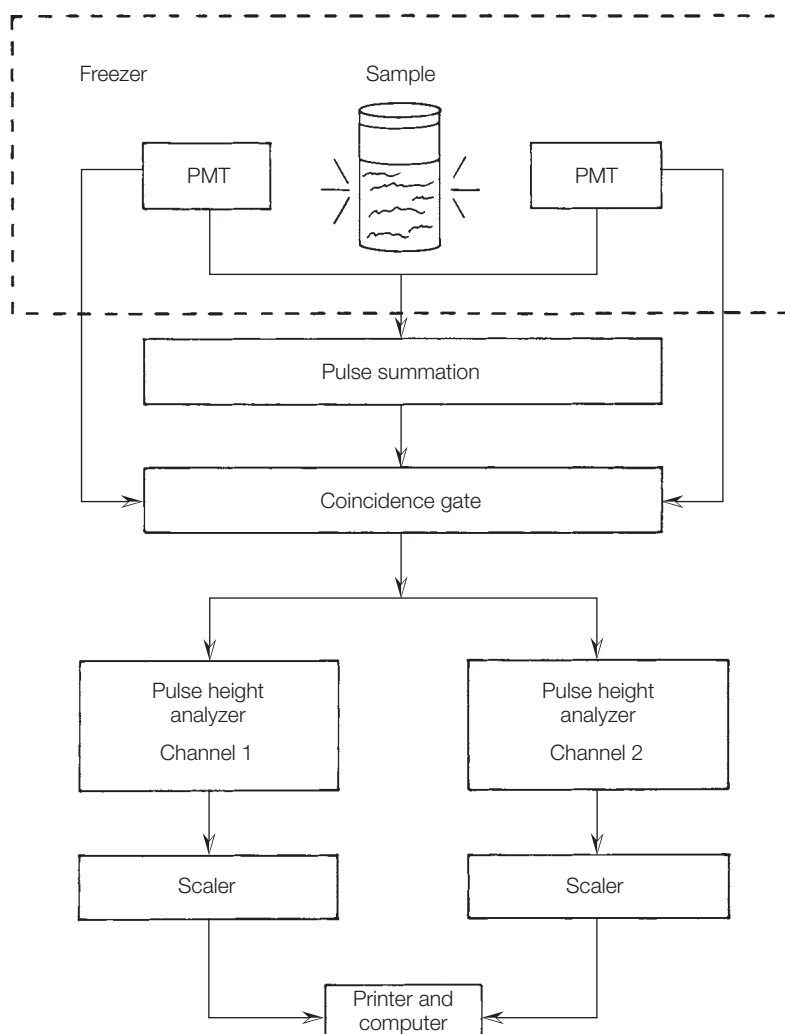 Freezer
Sample
PMT
PMT
Pulse summation
Coincidence gate
Pulse height
analyzer
Channel 1
Pulse height
analyzer
Channel 2
Scaler
Scaler
Printer and
computer